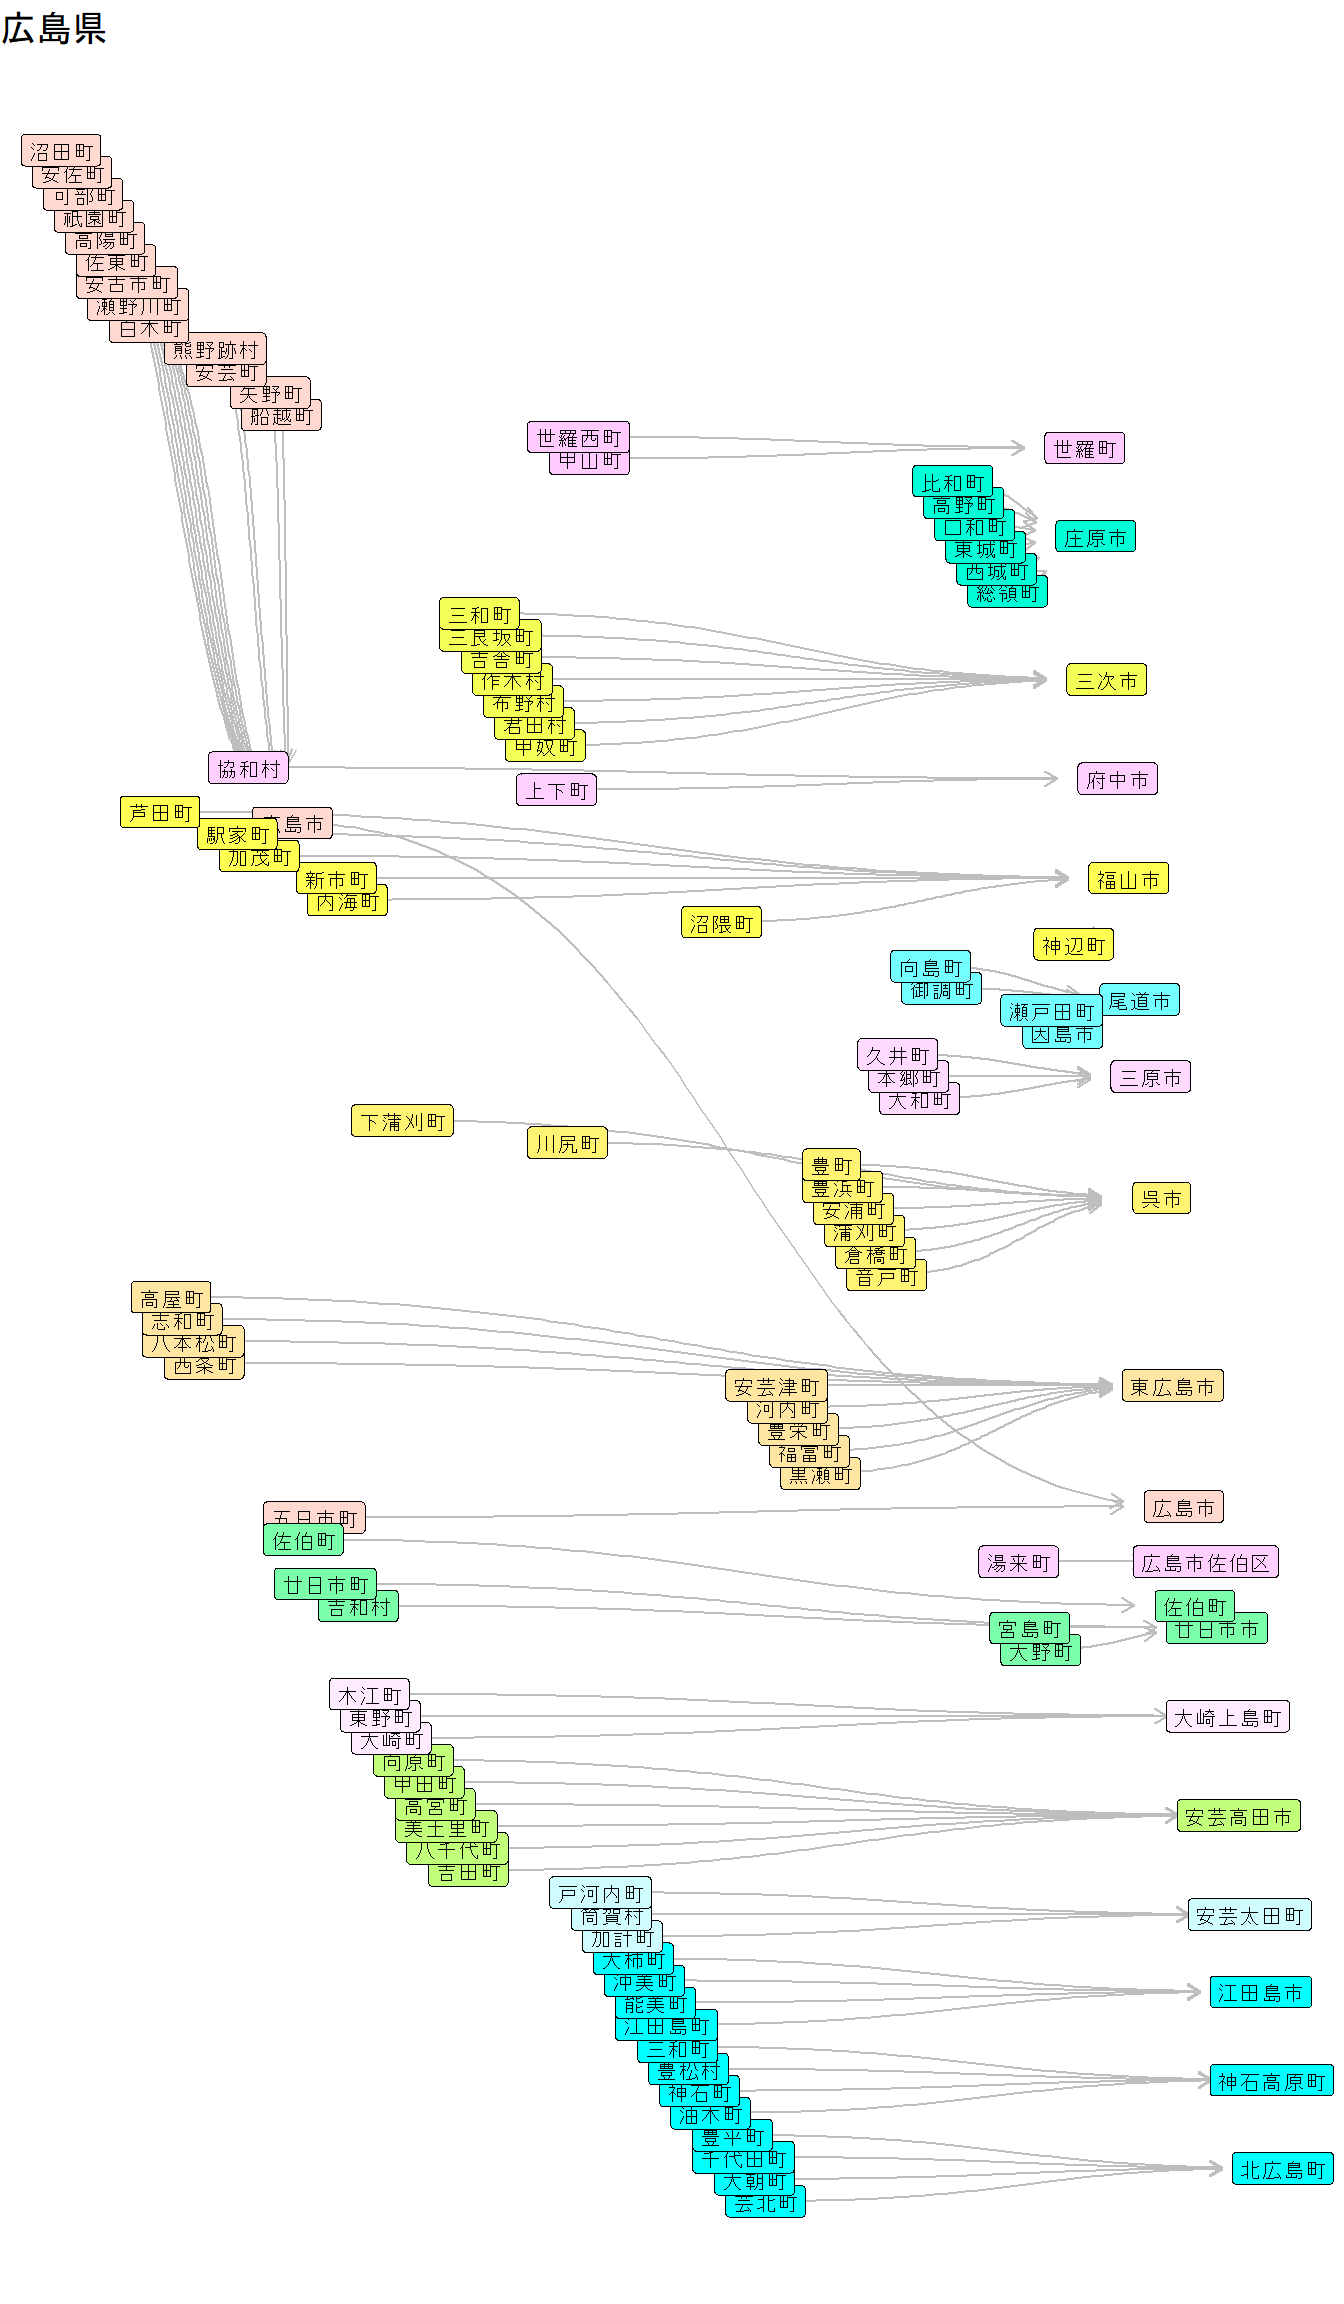 広島県
沼田町
安佐町
可部町
祇園町
高陽町
佐東町
安古市町
瀬野川町
白木町
熊野跡村
安芸町
矢野町
船越町
世羅西町
甲山町
世羅町
比和町
高野町
口和町
東城町
西城町
総領町
庄原市
三和町
三良坂町
吉舎町
作木村
布野村
君田村
甲奴町
三次市
協和村
上下町
府中市
芦田町
広島市
駅家町
加茂町
新市町
内海町
福山市
沼隈町
神辺町
向島町
御調町
瀬戸田町
因島市
尾道市
久井町
本郷町
大和町
三原市
下蒲刈町
川尻町
豊町
豊浜町
安浦町
蒲刈町
倉橋町
音戸町
呉市
高屋町
志和町
八本松町
西条町
安芸津町
河内町
豊栄町
福富町
黒瀬町
東広島市
五日市町
広島市
佐伯町
湯来町
広島市佐伯区
廿日市町
吉和村
佐伯町
宮島町
大野町
廿日市市
木江町
東野町
大崎町
大崎上島町
向原町
甲田町
高宮町
美土里町
八千代町
吉田町
安芸高田市
戸河内町
筒賀村
加計町
安芸太田町
大柿町
沖美町
能美町
江田島町
江田島市
三和町
豊松村
神石町
油木町
神石高原町
豊平町
千代田町
大朝町
芸北町
北広島町